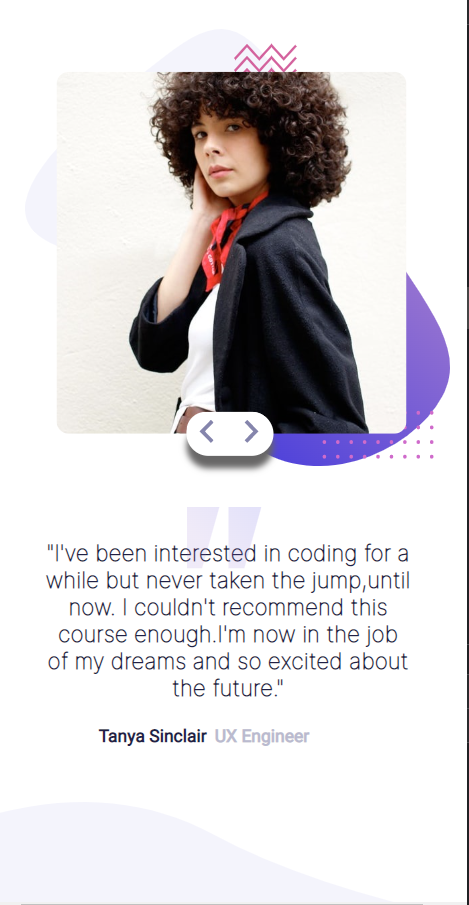 "I've been interested in coding for a
while but never taken the jump,until
now. I couldn't recommend this
course enough.I'm now in the job
of my dreams and so excited about
the future."
Tanya Sinclair UX Engineer